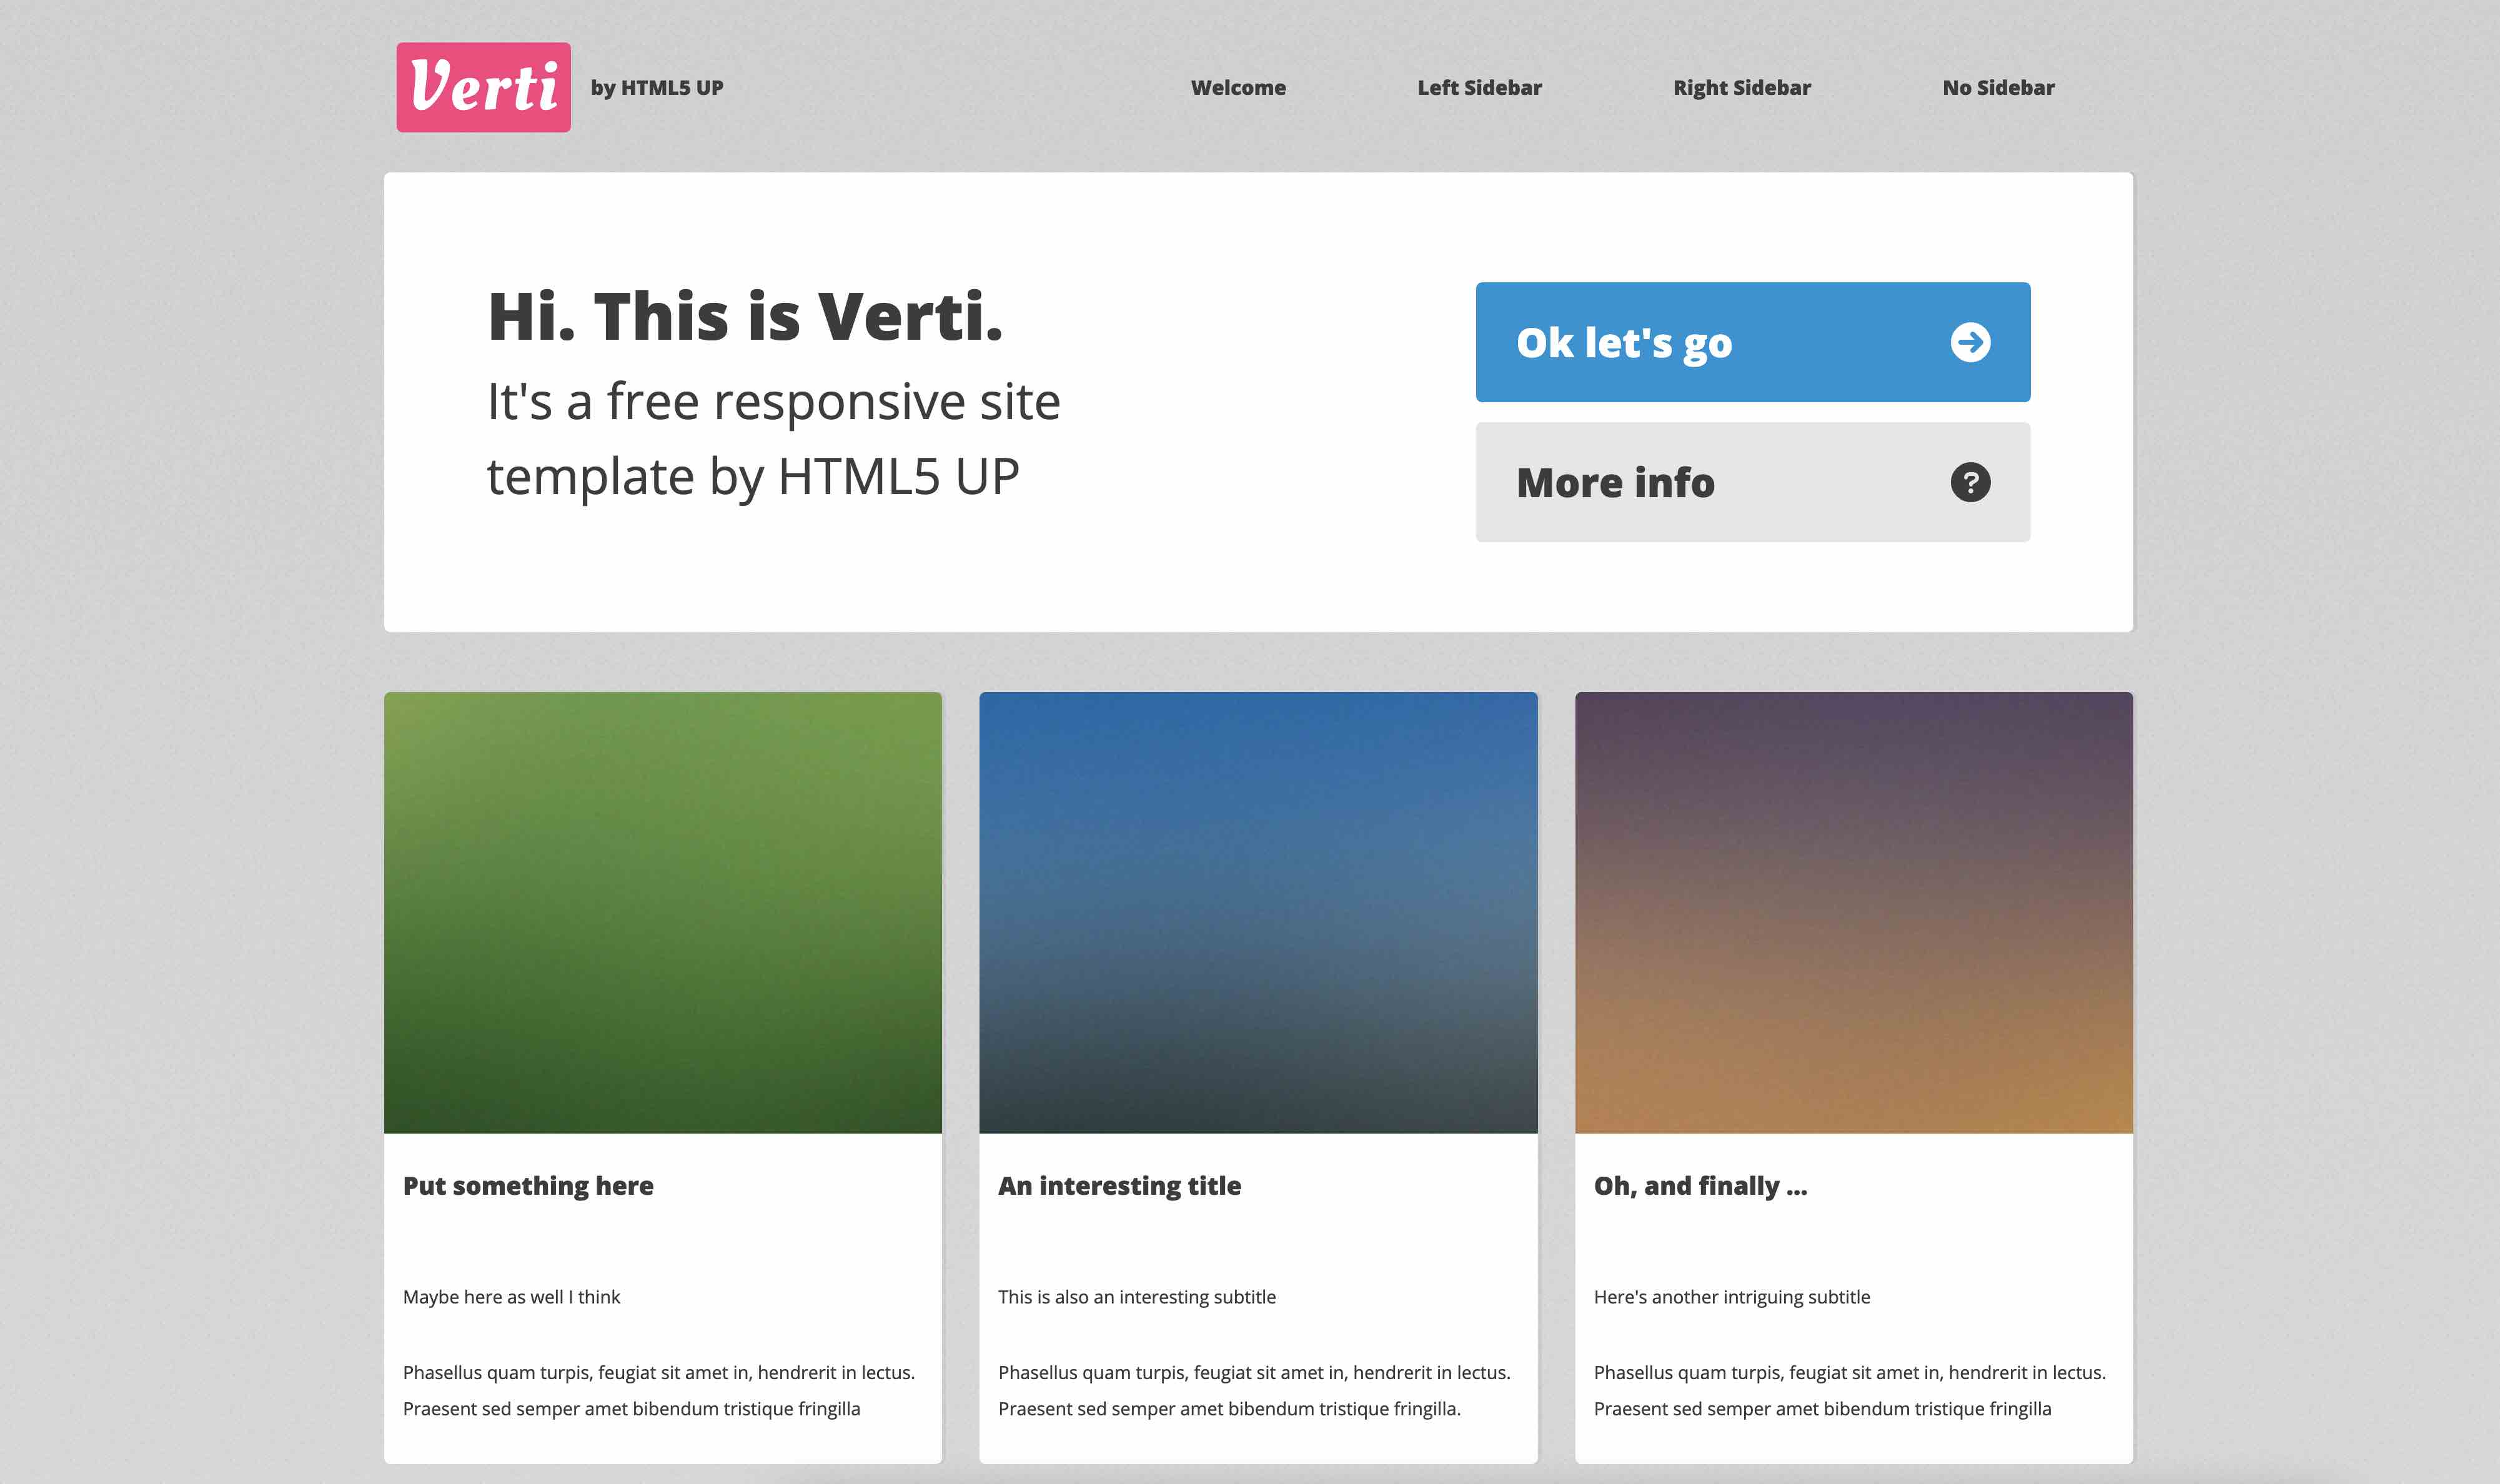 Verti
by HTML5 UP
Welcome
Left Sidebar
Right Sidebar
No Sidebar
Hi. This is Verti.
It's a free responsive site
template by HTML5 UP
Ok let's go
More info
?
Put something here
Maybe here as well I think
Phasellus quam turpis, feugiat sit amet in, hendrerit in lectus.
Praesent sed semper amet bibendum tristique fringilla
An interesting title
This is also an interesting subtitle
Phasellus quam turpis, feugiat sit amet in, hendrerit in lectus.
Praesent sed semper amet bibendum tristique fringilla.
Oh, and finally ...
Here's another intriguing subtitle
Phasellus quam turpis, feugiat sit amet in, hendrerit in lectus.
Praesent sed semper amet bibendum tristique fringilla